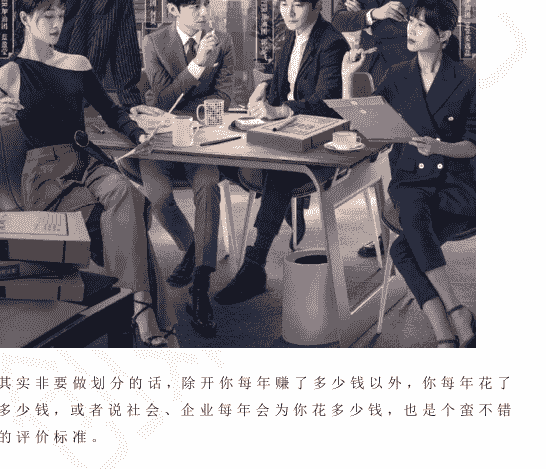 其实非要做划分的话，除开你每年赚了多少钱以外，你每年花了
多少钱，或者说社会、企业每年会为你花多少钱，也是个蛮不错
的评价标准。